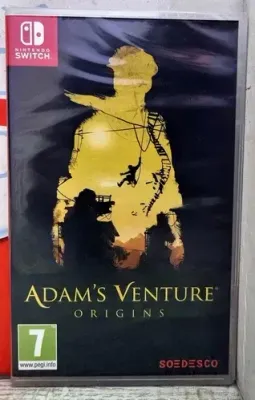 NINTENDO
SWITCH
ADAM'S VENTURE®
ORIGINS
7
www.pegi.info
SOEDESCO